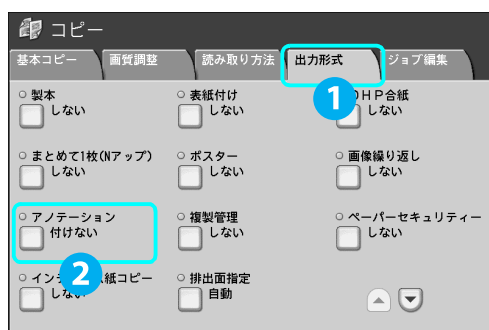 コピー
基本コピー 画質調整 読み取り方法 出力形式 ジョブ編集
製本 表紙付け HP合紙
しない しない しない
1
まとめて1枚(Nアップ) ポスター 画像繰り返し
しない しない しない
アノテーション 複製管理 ペーパーセキュリティー
付けない しない しない
2
紙コピー 排出面指定
自動